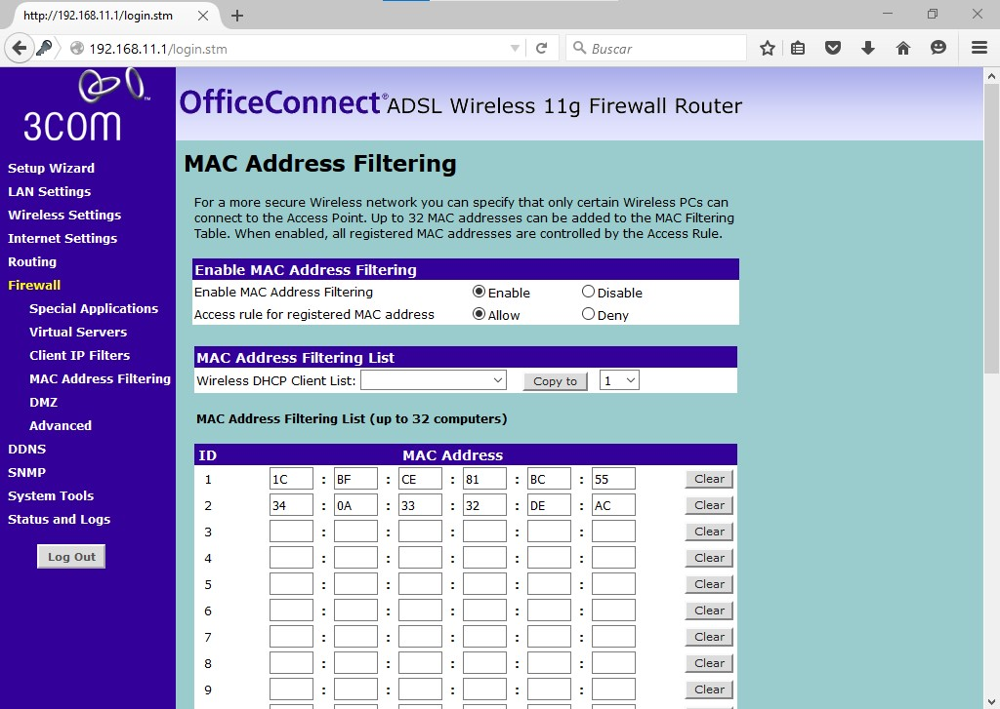 http://192.168.11.1/login.stm
192.168.11.1/login.stm
Buscar
3COM
™
OfficeConnect® ADSL Wireless 11g Firewall Router
Setup Wizard
LAN Settings
Wireless Settings
Internet Settings
Routing
Firewall
Special Applications
Virtual Servers
Client IP Filters
MAC Address Filtering
DMZ
Advanced
DDNS
SNMP
System Tools
Status and Logs
Log Out
MAC Address Filtering
For a more secure Wireless network you can specify that only certain Wireless PCs can
connect to the Access Point. Up to 32 MAC addresses can be added to the MAC Filtering
Table. When enabled, all registered MAC addresses are controlled by the Access Rule.
Enable MAC Address Filtering
Enable MAC Address Filtering Enable Disable
Access rule for registered MAC address Allow Deny
MAC Address Filtering List
Wireless DHCP Client List: Copy to 1
MAC Address Filtering List (up to 32 computers)
ID MAC Address
1 1C : BF : CE : 81 : BC : 55 Clear
2 34 : 0A : 33 : 32 : DE : AC Clear
3 : : : : : Clear
4 : : : : : Clear
5 : : : : : Clear
6 : : : : : Clear
7 : : : : : Clear
8 : : : : : Clear
9 : : : : : Clear